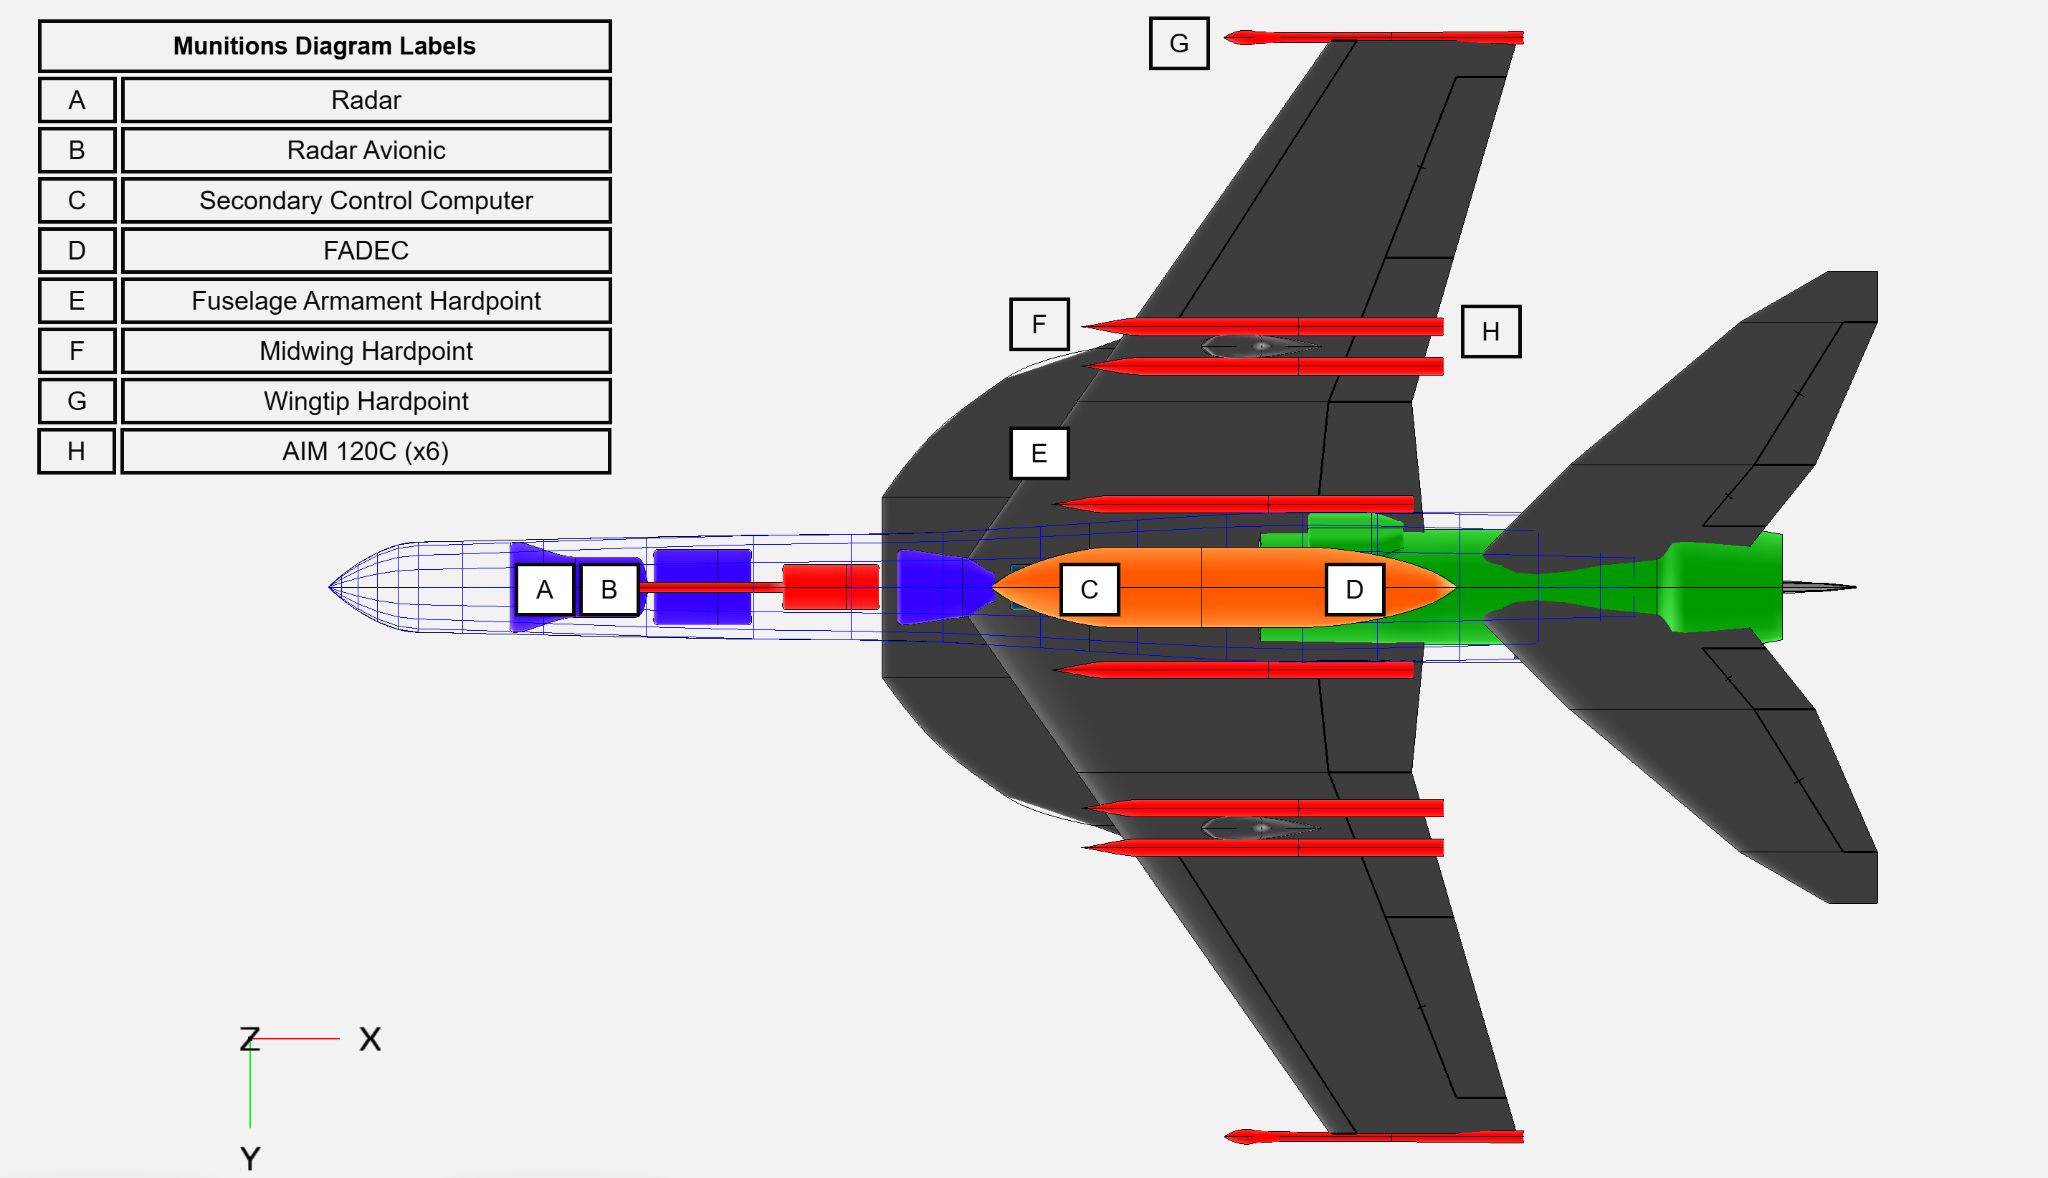 Munitions Diagram Labels
A Radar
B Radar Avionic
C Secondary Control Computer
D FADEC
E Fuselage Armament Hardpoint
F Midwing Hardpoint
G Wingtip Hardpoint
H AIM 120C (x6)
G
F
H
E
A
B
C
D
Z
X
Y